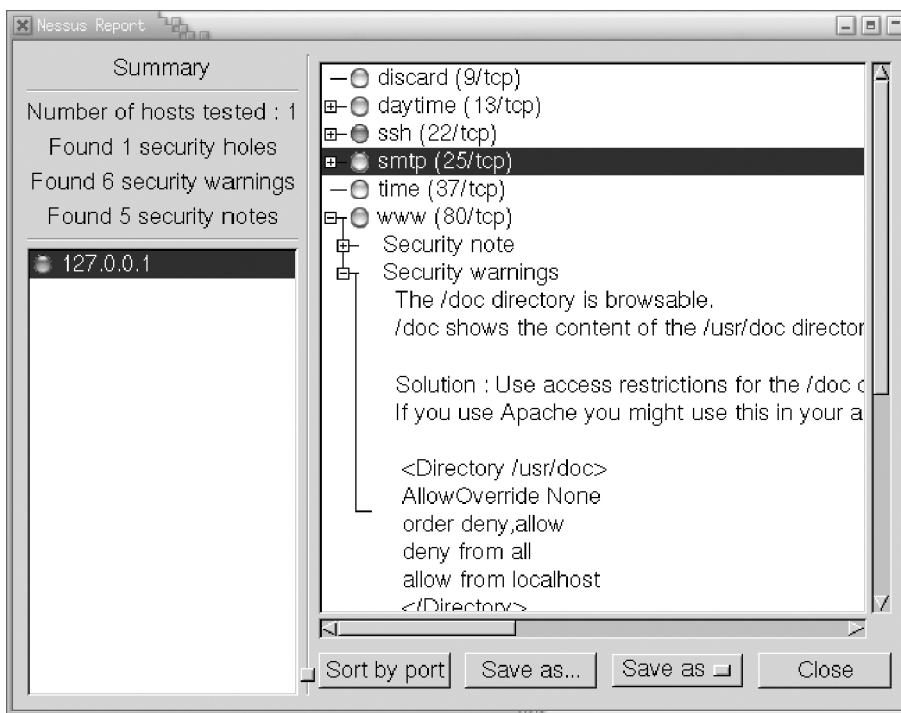 Nessus Report
Summary
Number of hosts tested : 1
Found 1 security holes
Found 6 security warnings
Found 5 security notes
127.0.0.1
discard (9/tcp)
daytime (13/tcp)
ssh (22/tcp)
smtp (25/tcp)
time (37/tcp)
www (80/tcp)
Security note
Security warnings
The /doc directory is browsable.
/doc shows the content of the /usr/doc director
Solution : Use access restrictions for the /doc
If you use Apache you might use this in your a
<Directory /usr/doc>
AllowOverride None
order deny,allow
deny from all
allow from localhost
</Directory>
Sort by port
Save as...
Save as
Close